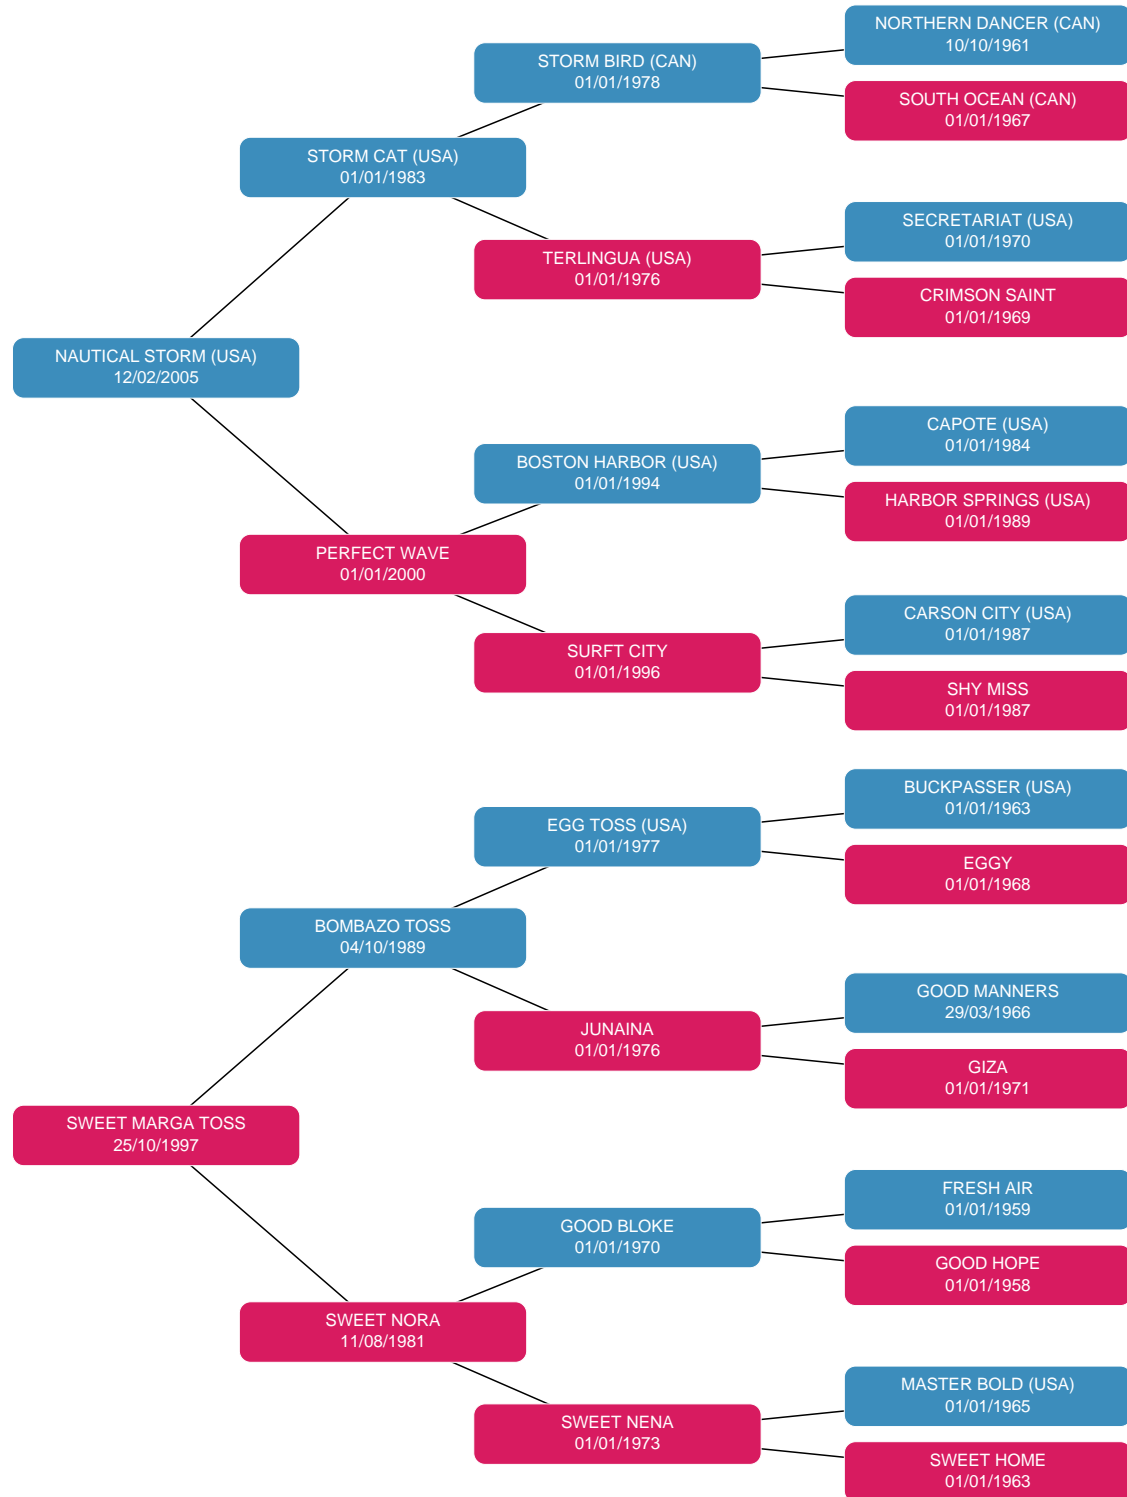 NORTHERN DANCER (CAN)
10/10/1961
STORM BIRD (CAN)
01/01/1978
SOUTH OCEAN (CAN)
01/01/1967
STORM CAT (USA)
01/01/1983
SECRETARIAT (USA)
01/01/1970
TERLINGUA (USA)
01/01/1976
CRIMSON SAINT
01/01/1969
NAUTICAL STORM (USA)
12/02/2005
CAPOTE (USA)
01/01/1984
BOSTON HARBOR (USA)
01/01/1994
HARBOR SPRINGS (USA)
01/01/1989
PERFECT WAVE
01/01/2000
CARSON CITY (USA)
01/01/1987
SURFT CITY
01/01/1996
SHY MISS
01/01/1987
BUCKPASSER (USA)
01/01/1963
EGG TOSS (USA)
01/01/1977
EGGY
01/01/1968
BOMBAZO TOSS
04/10/1989
GOOD MANNERS
29/03/1966
JUNAINA
01/01/1976
GIZA
01/01/1971
SWEET MARGA TOSS
25/10/1997
FRESH AIR
01/01/1959
GOOD BLOKE
01/01/1970
GOOD HOPE
01/01/1958
SWEET NORA
11/08/1981
MASTER BOLD (USA)
01/01/1965
SWEET NENA
01/01/1973
SWEET HOME
01/01/1963